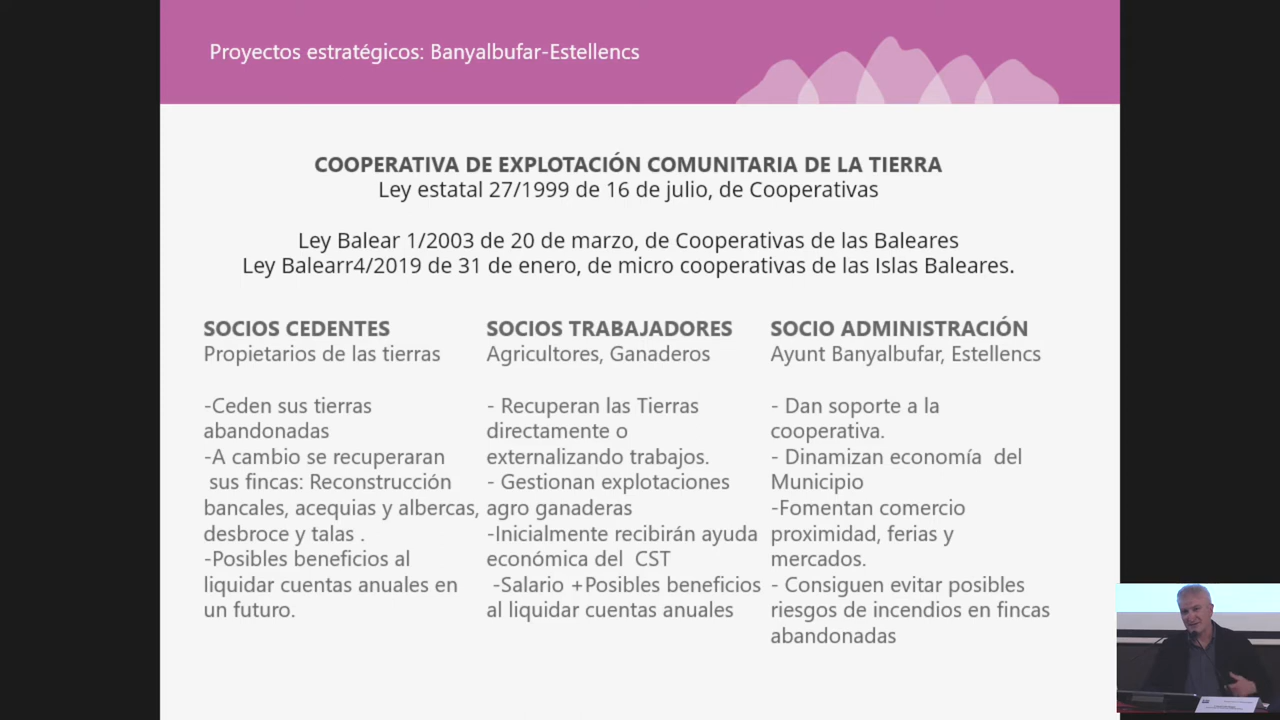 Proyectos estratégicos: Banyalbufar-Estellencs
COOPERATIVA DE EXPLOTACIÓN COMUNITARIA DE LA TIERRA
Ley estatal 27/1999 de 16 de julio, de Cooperativas
Ley Balear 1/2003 de 20 de marzo, de Cooperativas de las Baleares
Ley Balearr4/2019 de 31 de enero, de micro cooperativas de las Islas Baleares.
SOCIOS CEDENTES
Propietarios de las tierras
-Ceden sus tierras
abandonadas
-A cambio se recuperaran
sus fincas: Reconstrucción
bancales, acequias y albercas,
desbroce y talas .
-Posibles beneficios al
liquidar cuentas anuales en
un futuro.
SOCIOS TRABAJADORES
Agricultores, Ganaderos
- Recuperan las Tierras
directamente o
externalizando trabajos.
- Gestionan explotaciones
agro ganaderas
-Inicialmente recibirán ayuda
económica del  CST
-Salario +Posibles beneficios
al liquidar cuentas anuales
SOCIO ADMINISTRACIÓN
Ayunt Banyalbufar, Estellencs
- Dan soporte a la
cooperativa.
- Dinamizan economía  del
Municipio
-Fomentan comercio
proximidad, ferias y
mercados.
- Consiguen evitar posibles
riesgos de incendios en fincas
abandonadas